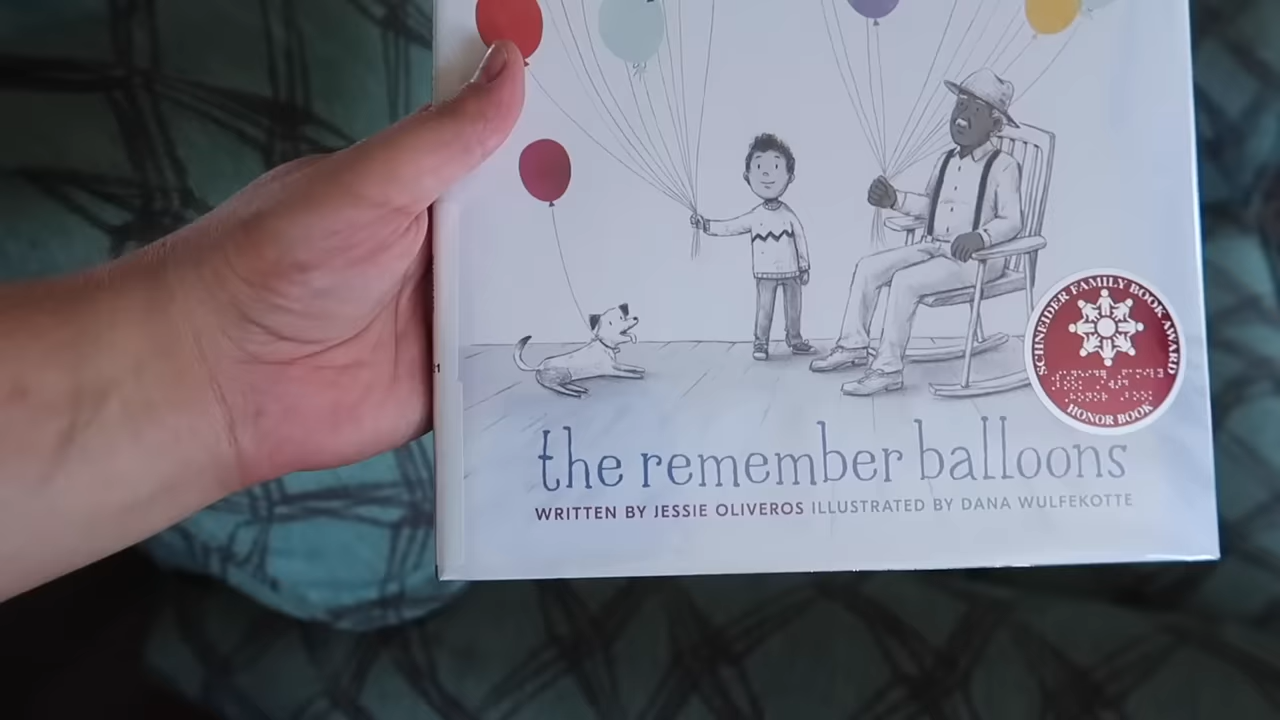 SCHNEIDER FAMILY BOOK AWARD
HONOR BOOK
the remember balloons
WRITTEN BY JESSIE OLIVEROS ILLUSTRATED BY DANA WULFEKOTTE